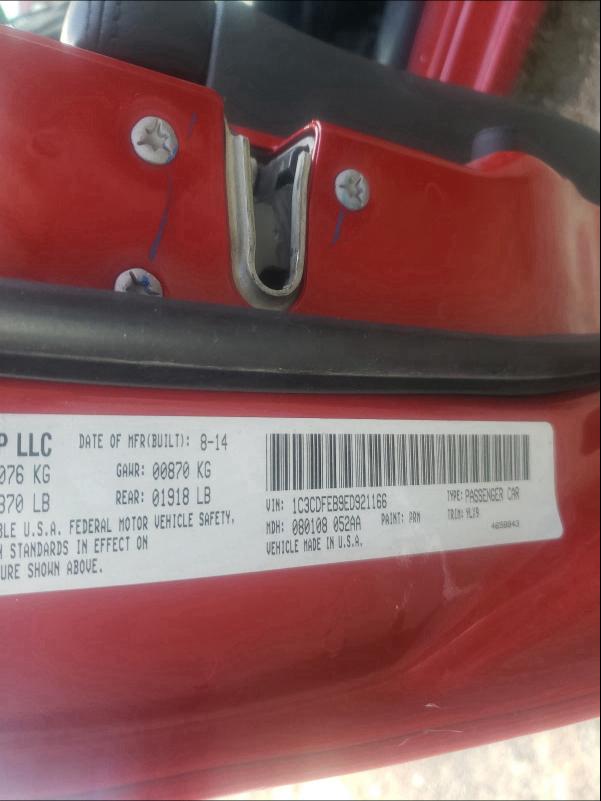 P LLC
DATE OF MFR(BUILT): 8-14
076 KG GAWR: 00870 KG
370 LB REAR: 01918 LB
BLE U.S.A. FEDERAL MOTOR VEHICLE SAFETY,
STANDARDS IN EFFECT ON
URE SHOWN ABOVE.
VIN: 1C3CDFEB9ED921166 TYPE: PASSENGER CAR
MDH: 080108 052AA PAINT: PRM TRIM: YLX9
VEHICLE MADE IN U.S.A. 4658843